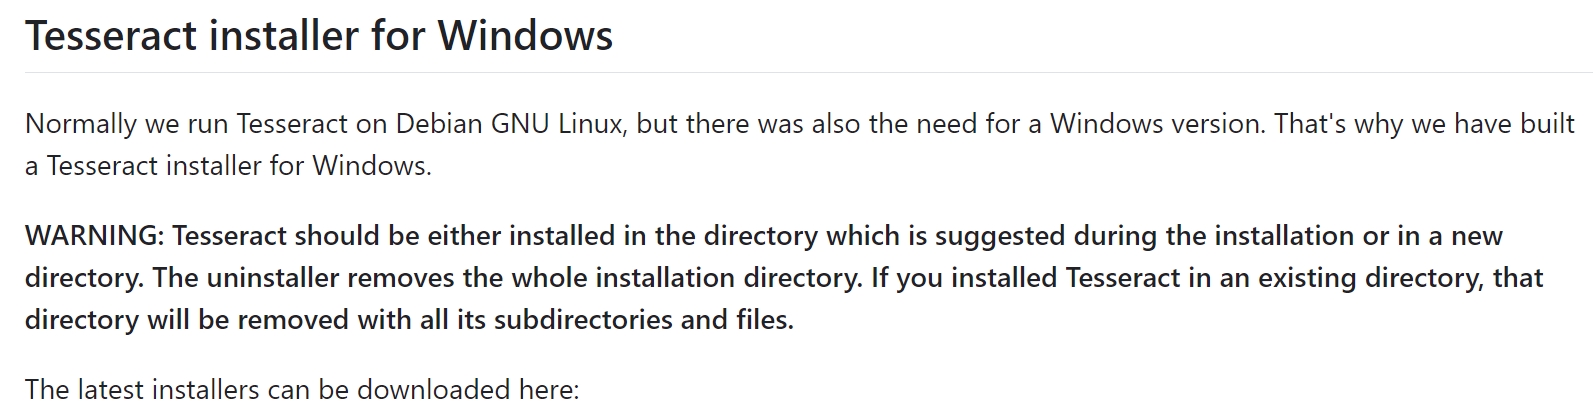 Tesseract installer for Windows
Normally we run Tesseract on Debian GNU Linux, but there was also the need for a Windows version. That's why we have built
a Tesseract installer for Windows.
WARNING: Tesseract should be either installed in the directory which is suggested during the installation or in a new
directory. The uninstaller removes the whole installation directory. If you installed Tesseract in an existing directory, that
directory will be removed with all its subdirectories and files.
The latest installers can be downloaded here: